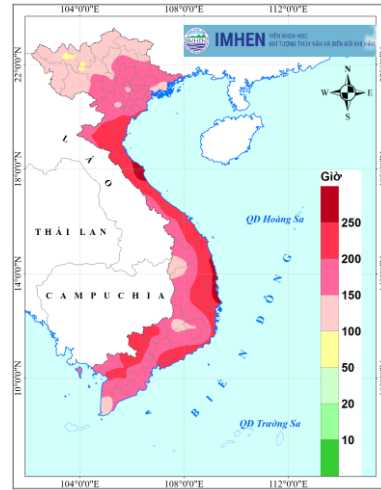 104°0'0"E 108°0'0"E 112°0'0"E
IMHEN VIỆN KHOA HỌC
KHÍ TƯỢNG THỦY VĂN VÀ BIẾN ĐỔI KHÍ HẬU
N
W E
S
22°0'0"N
18°0'0"N
14°0'0"N
10°0'0"N
LÀO
THÁI LAN
CAMPUCHIA
QĐ Hoàng Sa
BIỂN ĐÔNG
QĐ Trường Sa
Giờ
250
200
150
100
50
20
10
104°0'0"E 108°0'0"E 112°0'0"E